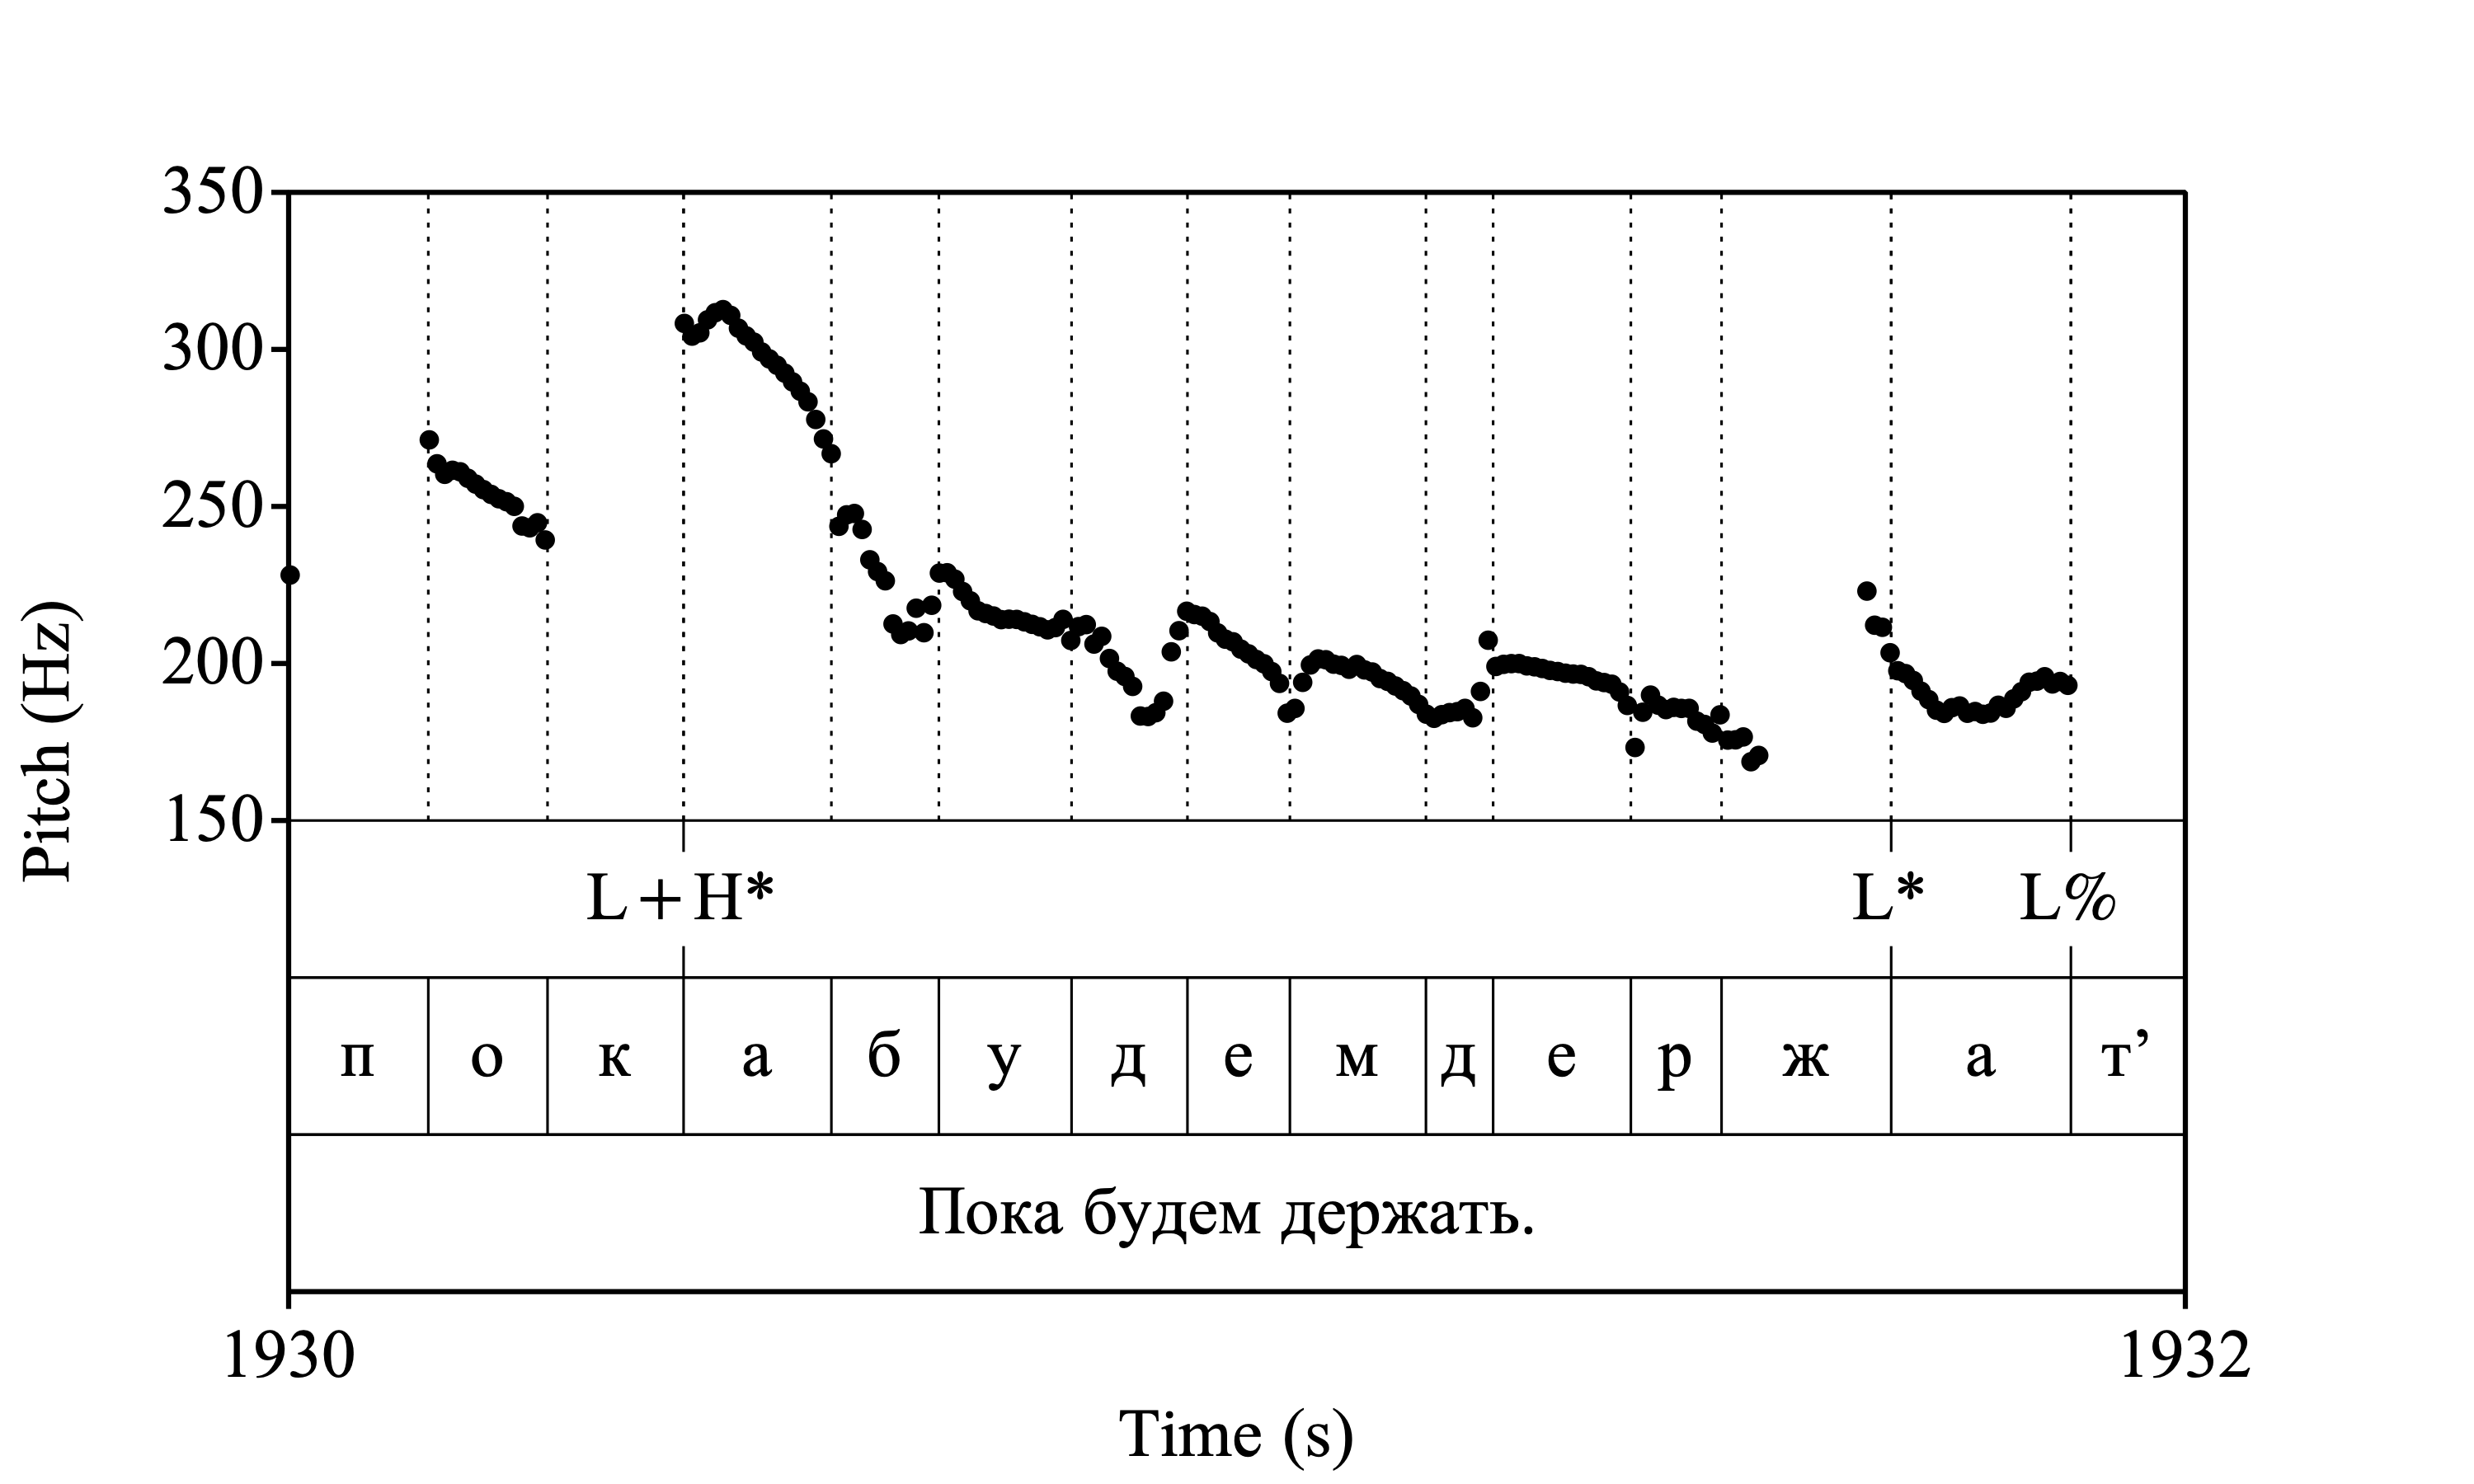 350
300
250
200
150
Pitch (Hz)
L+H* L* L%
п о к а б у д е м д е р ж а т’
Пока будем держать.
1930 1932
Time (s)